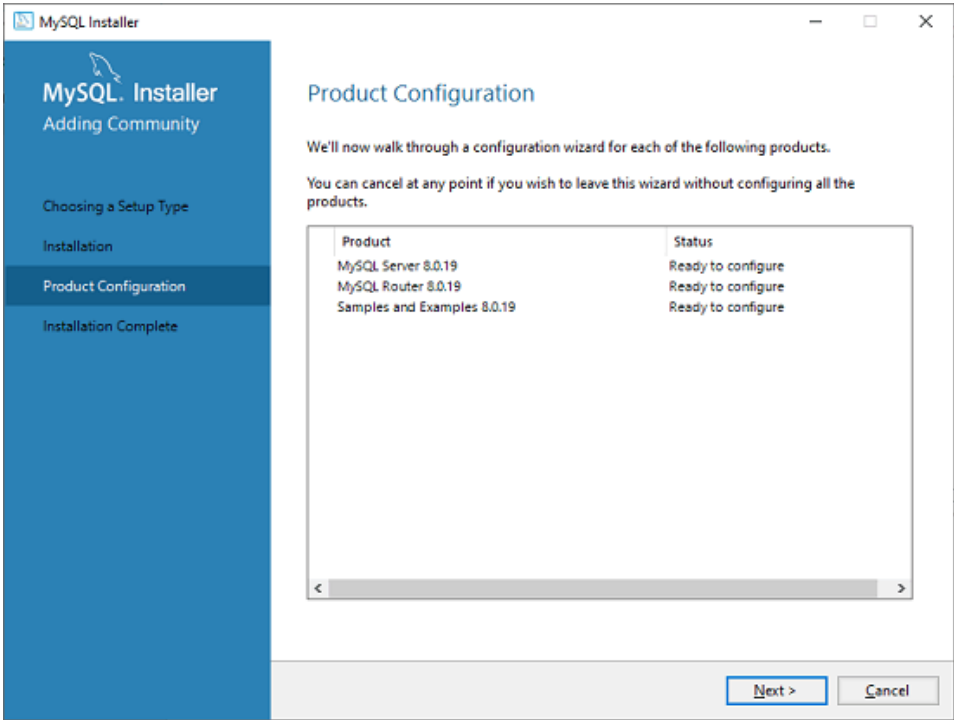 MySQL Installer
MySQL. Installer
Adding Community
Choosing a Setup Type
Installation
Product Configuration
Installation Complete
Product Configuration
We'll now walk through a configuration wizard for each of the following products.
You can cancel at any point if you wish to leave this wizard without configuring all the
products.
Product Status
MySQL Server 8.0.19 Ready to configure
MySQL Router 8.0.19 Ready to configure
Samples and Examples 8.0.19 Ready to configure
Next > Cancel